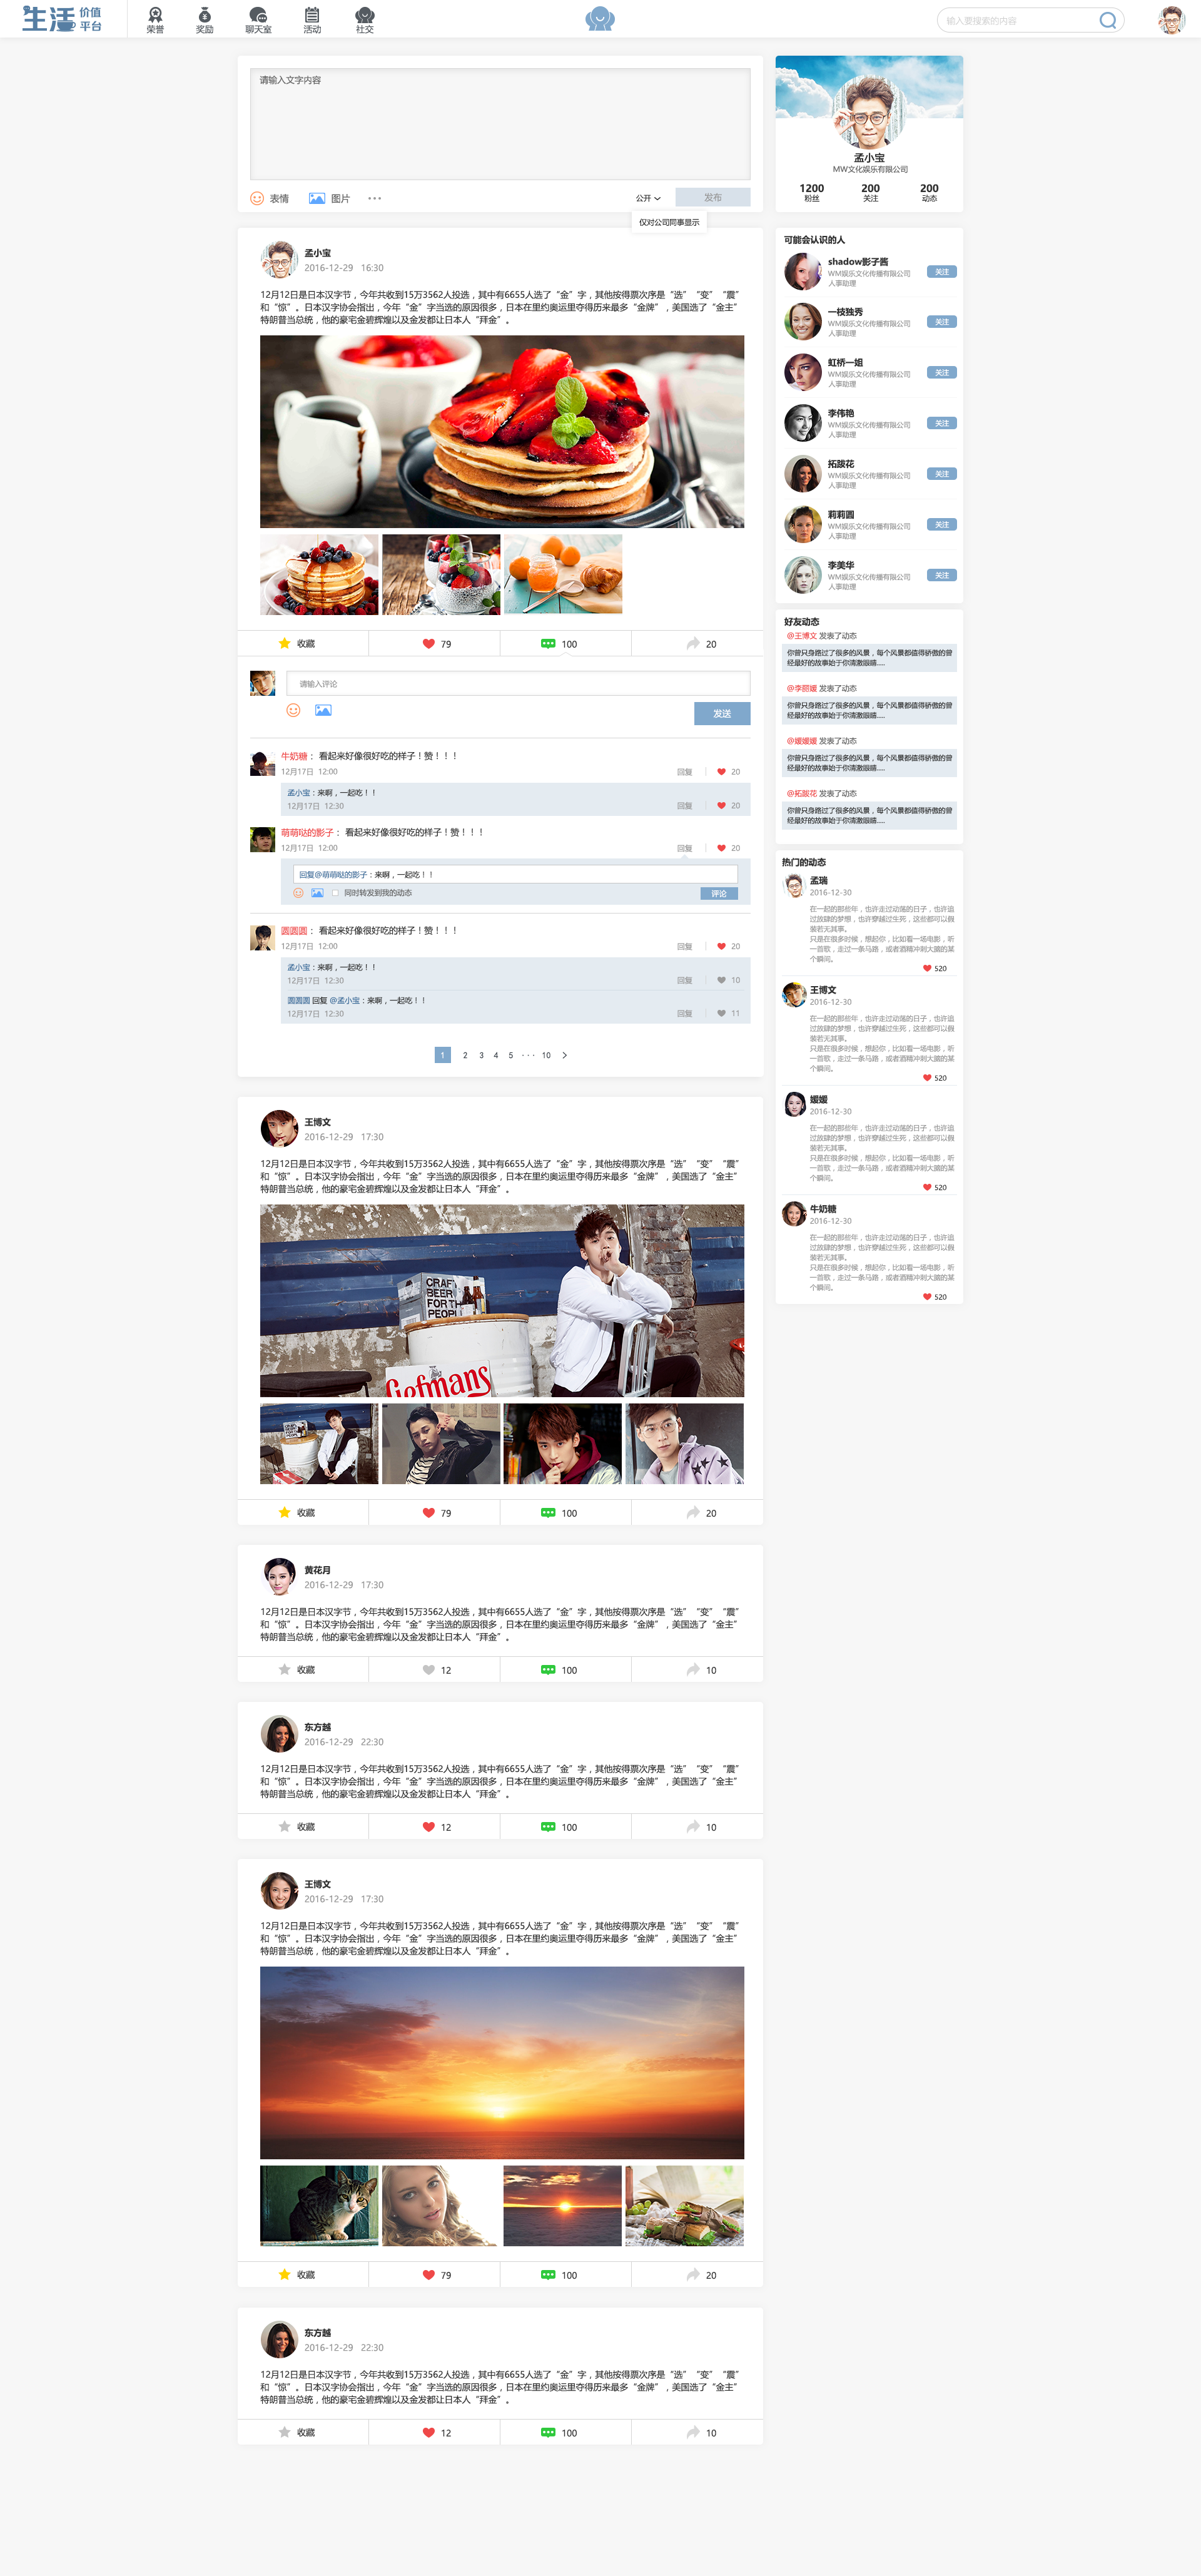 生活 价值平台
荣誉
奖励
聊天室
活动
社交
输入要搜索的内容
请输入文字内容
表情
图片
公开
发布
仅对公司同事显示
孟小宝
MW文化娱乐有限公司
1200
200
200
粉丝
关注
动态
孟小宝
2016-12-29 16:30
12月12日是日本汉字节，今年共收到15万3562人投选，其中有6655人选了“金”字，其他按得票次序是“选”“变”“震”
和“惊”。日本汉字协会指出，今年“金”字当选的原因很多，日本在里约奥运里夺得历来最多“金牌”，美国选了“金主”
特朗普当总统，他的豪宅金碧辉煌以及金发都让日本人“拜金”。
收藏
79
100
20
请输入评论
发送
牛奶糖： 看起来好像很好吃的样子！赞！！！
12月17日 12:00
回复
20
孟小宝：来啊，一起吃！！
12月17日 12:30
回复
20
萌萌哒的影子： 看起来好像很好吃的样子！赞！！！
12月17日 12:00
回复
20
回复@萌萌哒的影子：来啊，一起吃！！
同时转发到我的动态
评论
圆圆圆： 看起来好像很好吃的样子！赞！！！
12月17日 12:00
回复
20
孟小宝：来啊，一起吃！！
12月17日 12:30
回复
10
圆圆圆 回复 @孟小宝：来啊，一起吃！！
12月17日 12:30
回复
11
1 2 3 4 5 ··· 10 >
王博文
2016-12-29 17:30
12月12日是日本汉字节，今年共收到15万3562人投选，其中有6655人选了“金”字，其他按得票次序是“选”“变”“震”
和“惊”。日本汉字协会指出，今年“金”字当选的原因很多，日本在里约奥运里夺得历来最多“金牌”，美国选了“金主”
特朗普当总统，他的豪宅金碧辉煌以及金发都让日本人“拜金”。
CRAFT
BEER
FOR THE
PEOPLE
Gefmans
收藏
79
100
20
黄花月
2016-12-29 17:30
12月12日是日本汉字节，今年共收到15万3562人投选，其中有6655人选了“金”字，其他按得票次序是“选”“变”“震”
和“惊”。日本汉字协会指出，今年“金”字当选的原因很多，日本在里约奥运里夺得历来最多“金牌”，美国选了“金主”
特朗普当总统，他的豪宅金碧辉煌以及金发都让日本人“拜金”。
收藏
12
100
10
东方越
2016-12-29 22:30
12月12日是日本汉字节，今年共收到15万3562人投选，其中有6655人选了“金”字，其他按得票次序是“选”“变”“震”
和“惊”。日本汉字协会指出，今年“金”字当选的原因很多，日本在里约奥运里夺得历来最多“金牌”，美国选了“金主”
特朗普当总统，他的豪宅金碧辉煌以及金发都让日本人“拜金”。
收藏
12
100
10
王博文
2016-12-29 17:30
12月12日是日本汉字节，今年共收到15万3562人投选，其中有6655人选了“金”字，其他按得票次序是“选”“变”“震”
和“惊”。日本汉字协会指出，今年“金”字当选的原因很多，日本在里约奥运里夺得历来最多“金牌”，美国选了“金主”
特朗普当总统，他的豪宅金碧辉煌以及金发都让日本人“拜金”。
收藏
79
100
20
东方越
2016-12-29 22:30
12月12日是日本汉字节，今年共收到15万3562人投选，其中有6655人选了“金”字，其他按得票次序是“选”“变”“震”
和“惊”。日本汉字协会指出，今年“金”字当选的原因很多，日本在里约奥运里夺得历来最多“金牌”，美国选了“金主”
特朗普当总统，他的豪宅金碧辉煌以及金发都让日本人“拜金”。
收藏
12
100
10
可能会认识的人
shadow影子酱
WM娱乐文化传播有限公司
人事助理
关注
一枝独秀
WM娱乐文化传播有限公司
人事助理
关注
虹桥一姐
WM娱乐文化传播有限公司
人事助理
关注
李伟艳
WM娱乐文化传播有限公司
人事助理
关注
拓跋花
WM娱乐文化传播有限公司
人事助理
关注
莉莉圆
WM娱乐文化传播有限公司
人事助理
关注
李美华
WM娱乐文化传播有限公司
人事助理
关注
好友动态
@王博文 发表了动态
你曾只身路过了很多的风景，每个风景都值得骄傲的曾
经最好的故事始于你清澈眼睛.....
@李丽媛 发表了动态
你曾只身路过了很多的风景，每个风景都值得骄傲的曾
经最好的故事始于你清澈眼睛.....
@媛媛媛 发表了动态
你曾只身路过了很多的风景，每个风景都值得骄傲的曾
经最好的故事始于你清澈眼睛.....
@拓跋花 发表了动态
你曾只身路过了很多的风景，每个风景都值得骄傲的曾
经最好的故事始于你清澈眼睛.....
热门的动态
孟瑞
2016-12-30
在一起的那些年，也许走过动荡的日子，也许追
过放肆的梦想，也许穿越过生死，这些都可以假
装若无其事。
只是在很多时候，想起你，比如看一场电影，听
一首歌，走过一条马路，或者酒精冲刺大脑的某
个瞬间。
520
王博文
2016-12-30
在一起的那些年，也许走过动荡的日子，也许追
过放肆的梦想，也许穿越过生死，这些都可以假
装若无其事。
只是在很多时候，想起你，比如看一场电影，听
一首歌，走过一条马路，或者酒精冲刺大脑的某
个瞬间。
520
媛媛
2016-12-30
在一起的那些年，也许走过动荡的日子，也许追
过放肆的梦想，也许穿越过生死，这些都可以假
装若无其事。
只是在很多时候，想起你，比如看一场电影，听
一首歌，走过一条马路，或者酒精冲刺大脑的某
个瞬间。
520
牛奶糖
2016-12-30
在一起的那些年，也许走过动荡的日子，也许追
过放肆的梦想，也许穿越过生死，这些都可以假
装若无其事。
只是在很多时候，想起你，比如看一场电影，听
一首歌，走过一条马路，或者酒精冲刺大脑的某
个瞬间。
520